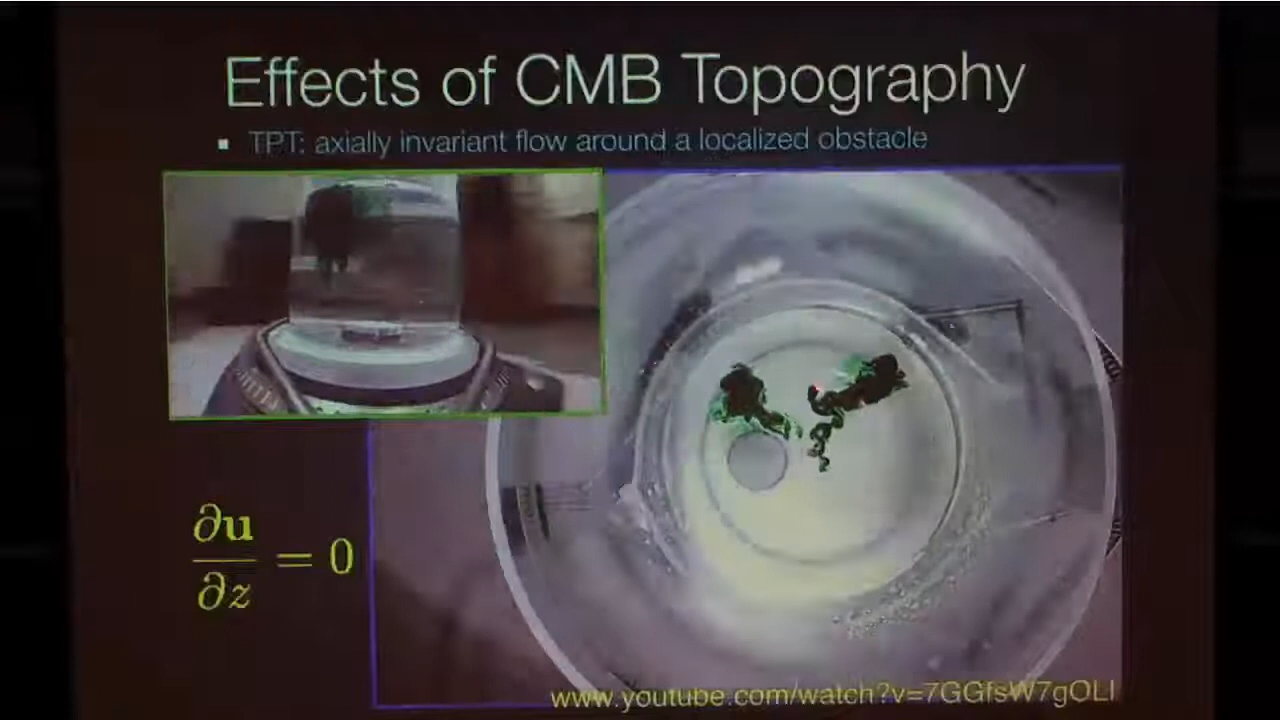 Effects of CMB Topography
▪ TPT: axially invariant flow around a localized obstacle
∂u/∂z = 0
www.youtube.com/watch?v=7GGfsW7gOLI